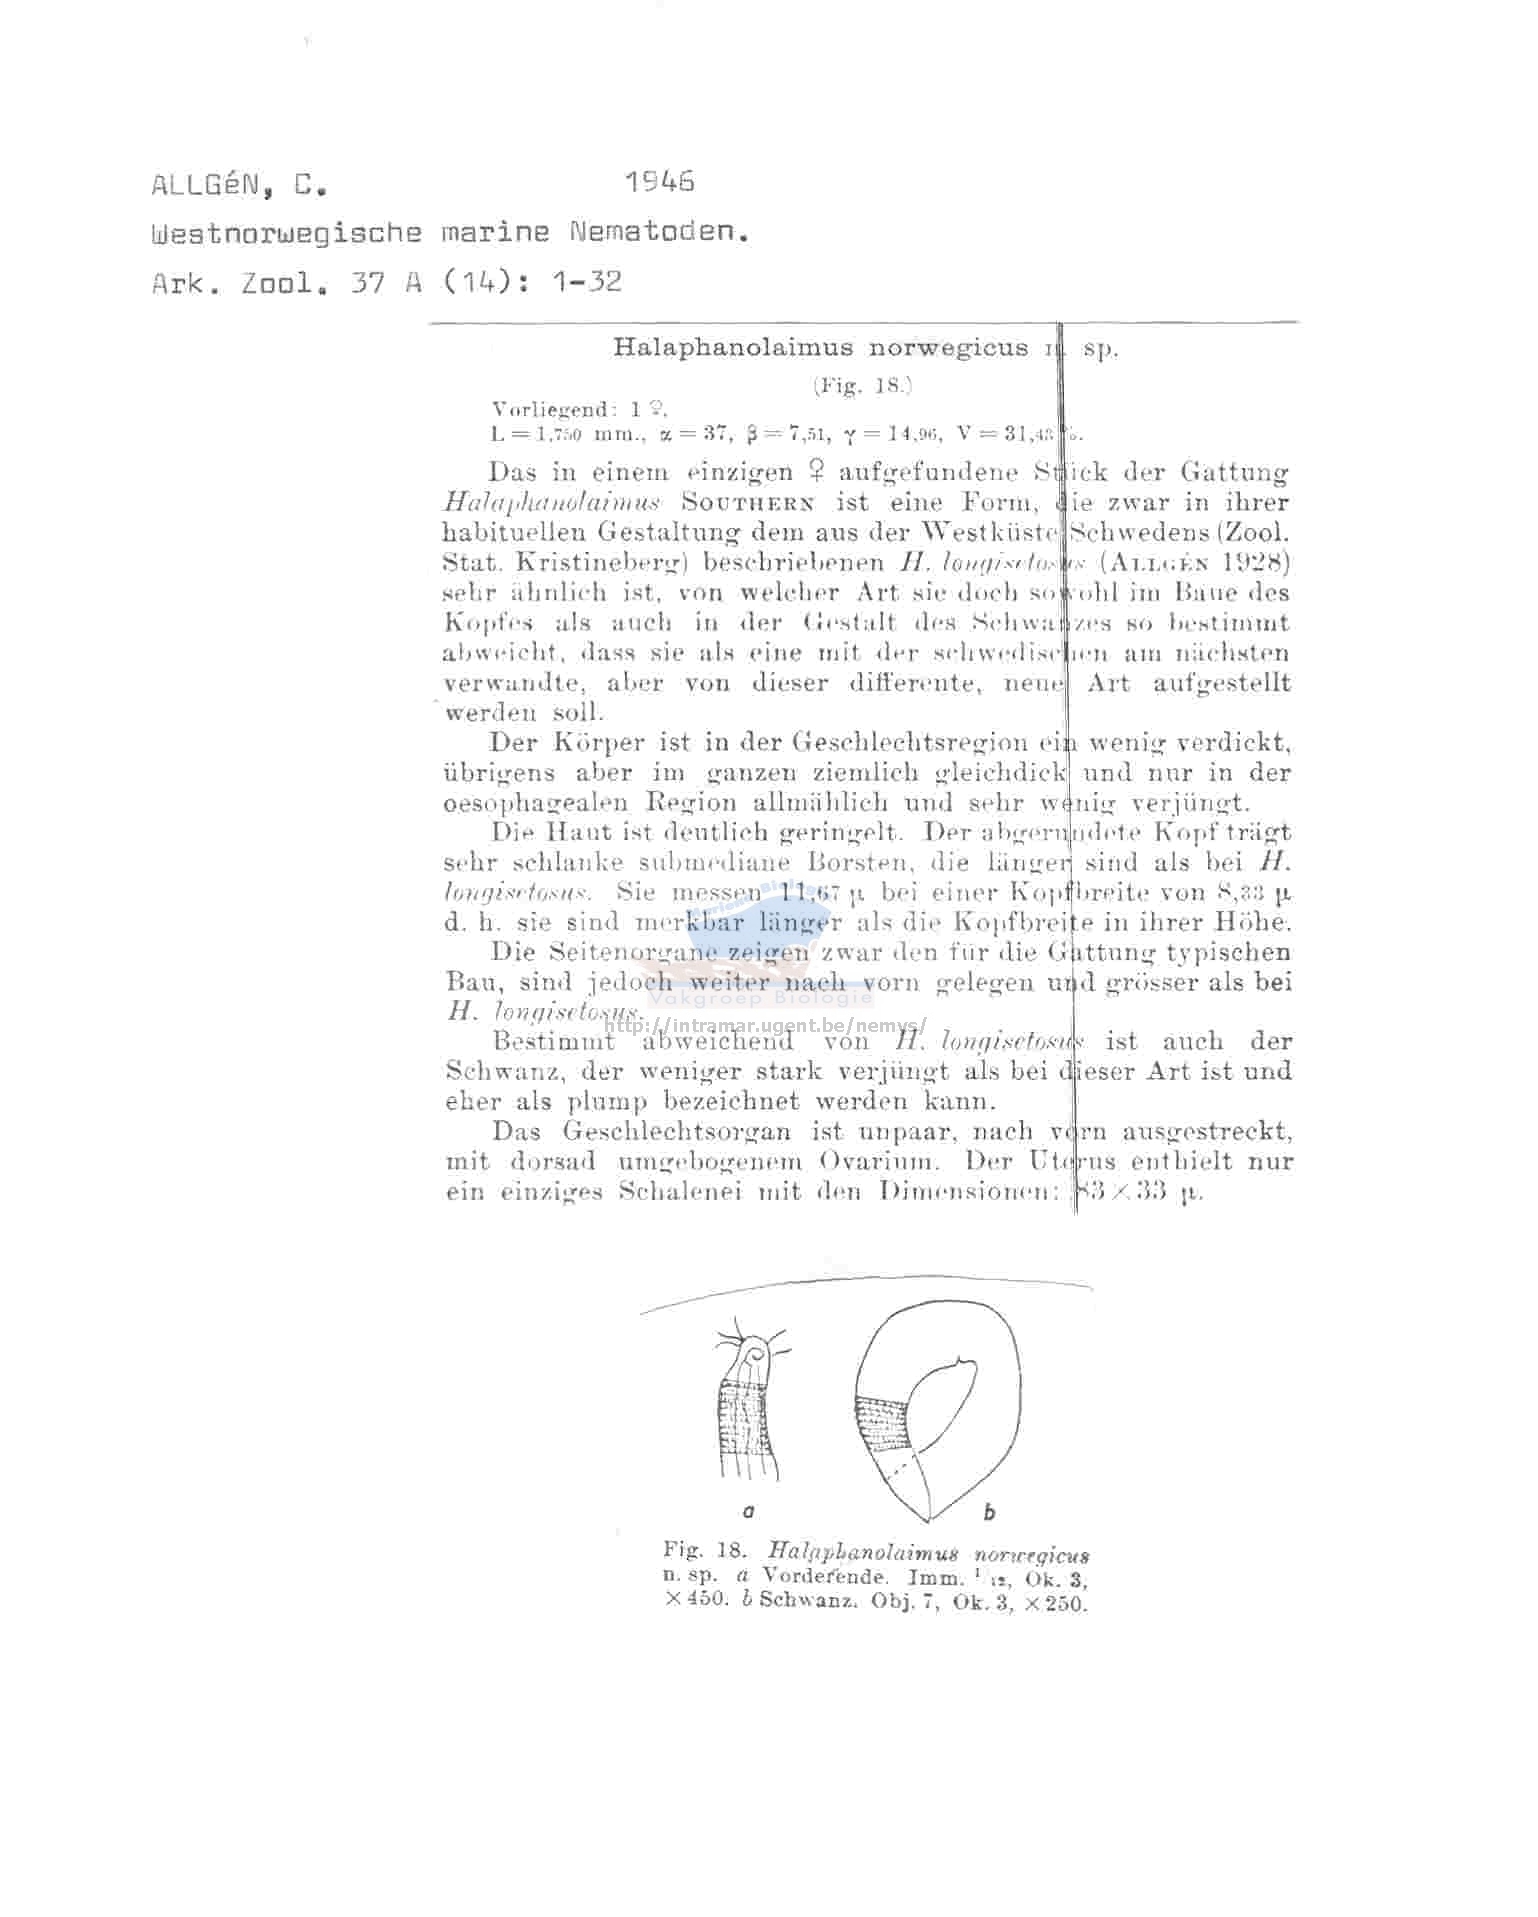 ALLGéN, C. 1946
Westnorwegische marine Nematoden.
Ark. Zool. 37 A (14): 1-32
Halaphanolaimus norwegicus n. sp.
(Fig. 18.)
Vorliegend: 1 ♀.
L = 1,750 mm., α = 37, β = 7,51, γ = 14,96, V = 31,43 %.
Das in einem einzigen ♀ aufgefundene Stück der Gattung
Halaphanolaimus SOUTHERN ist eine Form, die zwar in ihrer
habituellen Gestaltung dem aus der Westküste Schwedens (Zool.
Stat. Kristineberg) beschriebenen H. longisetosus (ALLGÉN 1928)
sehr ähnlich ist, von welcher Art sie doch sowohl im Baue des
Kopfes als auch in der Gestalt des Schwanzes so bestimmt
abweicht, dass sie als eine mit der schwedischen am nächsten
verwandte, aber von dieser differente, neue Art aufgestellt
werden soll.
Der Körper ist in der Geschlechtsregion ein wenig verdickt,
übrigens aber im ganzen ziemlich gleichdick und nur in der
oesophagealen Region allmählich und sehr wenig verjüngt.
Die Haut ist deutlich geringelt. Der abgerundete Kopf trägt
sehr schlanke submediane Borsten, die länger sind als bei H.
longisetosus. Sie messen 11,67 µ bei einer Kopfbreite von 8,33 µ
d. h. sie sind merkbar länger als die Kopfbreite in ihrer Höhe.
Die Seitenorgane zeigen zwar den für die Gattung typischen
Bau, sind jedoch weiter nach vorn gelegen und grösser als bei
Vakgroep Biologie
H. longisetosus.
http://intramar.ugent.be/nemys/
Bestimmt abweichend von H. longisetosus ist auch der
Schwanz, der weniger stark verjüngt als bei dieser Art ist und
eher als plump bezeichnet werden kann.
Das Geschlechtsorgan ist unpaar, nach vorn ausgestreckt,
mit dorsad umgebogenem Ovarium. Der Uterus enthielt nur
ein einziges Schalenei mit den Dimensionen: 83 × 33 µ.
a b
Fig. 18. Halaphanolaimus norwegicus
n. sp. a Vorderende. Imm. 1/12, Ok. 3,
×450. b Schwanz. Obj. 7, Ok. 3, ×250.